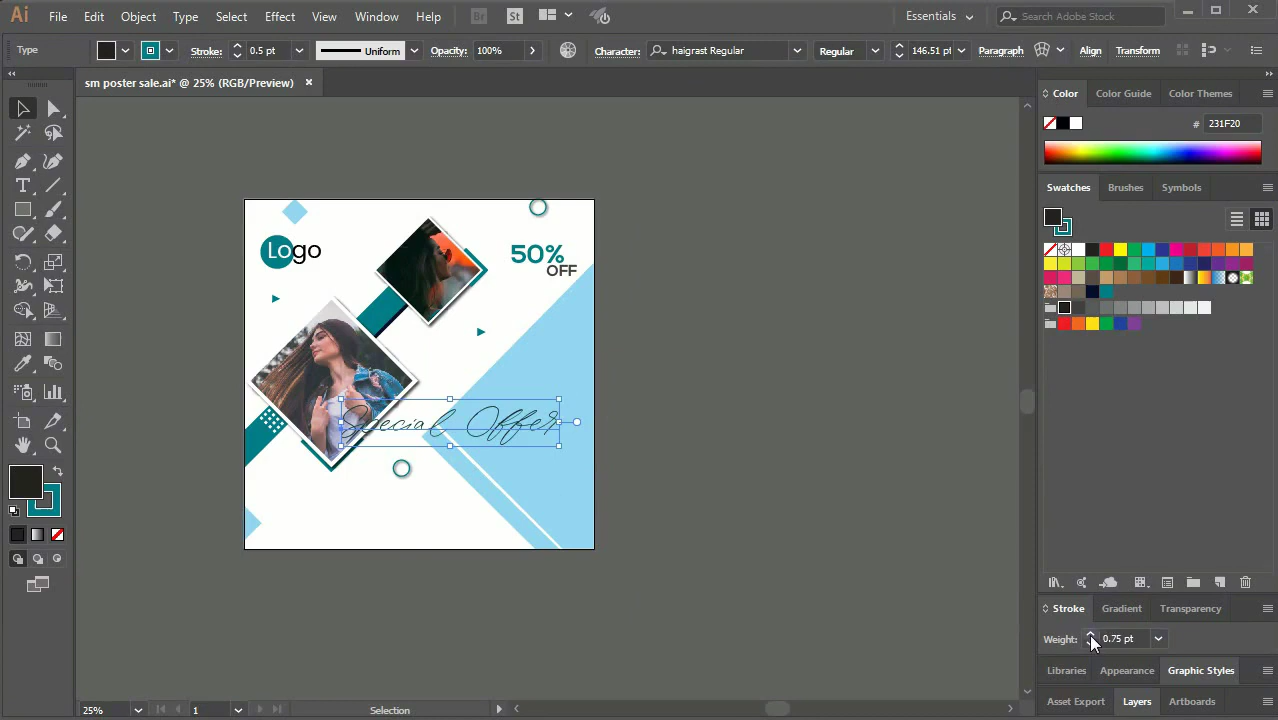 Ai File Edit Object Type Select Effect View Window Help Br St Essentials Search Adobe Stock
Type Stroke: 0.5 pt Uniform Opacity: 100% Character: haigrast Regular Regular 146.51 pt Paragraph Align Transform
sm poster sale.ai* @ 25% (RGB/Preview)
Color Color Guide Color Themes
# 231F20
Swatches Brushes Symbols
Logo
50%
OFF
Special Offer
Stroke Gradient Transparency
Weight: 0.75 pt
Libraries Appearance Graphic Styles
Asset Export Layers Artboards
25% 1 Selection